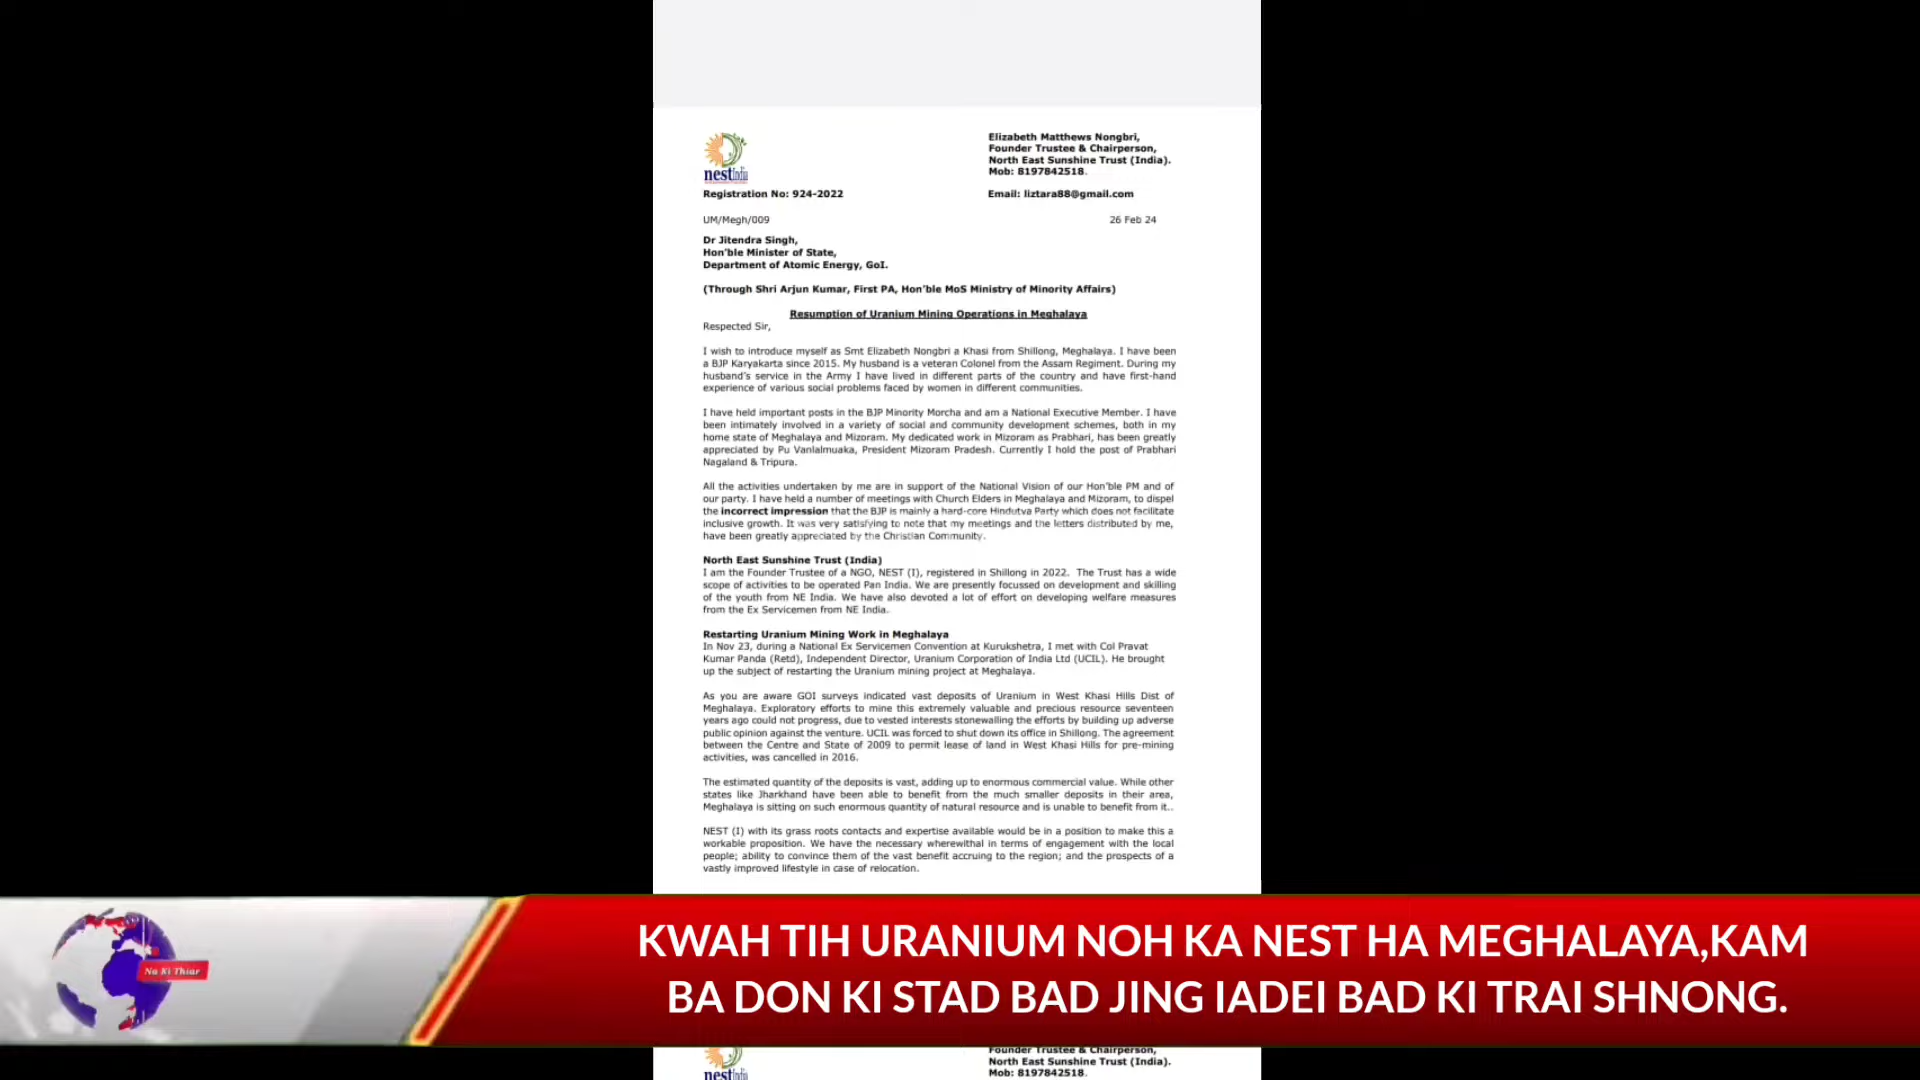 nestindia
Elizabeth Matthews Nongbri,
Founder Trustee & Chairperson,
North East Sunshine Trust (India).
Mob: 8197842518.
Registration No: 924-2022
Email: liztara88@gmail.com
UM/Megh/009
26 Feb 24
Dr Jitendra Singh,
Hon'ble Minister of State,
Department of Atomic Energy, GoI.
(Through Shri Arjun Kumar, First PA, Hon'ble MoS Ministry of Minority Affairs)
Resumption of Uranium Mining Operations in Meghalaya
Respected Sir,
I wish to introduce myself as Smt Elizabeth Nongbri a Khasi from Shillong, Meghalaya. I have been
a BJP Karyakarta since 2015. My husband is a veteran Colonel from the Assam Regiment. During my
husband's service in the Army I have lived in different parts of the country and have first-hand
experience of various social problems faced by women in different communities.
I have held important posts in the BJP Minority Morcha and am a National Executive Member. I have
been intimately involved in a variety of social and community development schemes, both in my
home state of Meghalaya and Mizoram. My dedicated work in Mizoram as Prabhari, has been greatly
appreciated by Pu Vanlalmuaka, President Mizoram Pradesh. Currently I hold the post of Prabhari
Nagaland & Tripura.
All the activities undertaken by me are in support of the National Vision of our Hon'ble PM and of
our party. I have held a number of meetings with Church Elders in Meghalaya and Mizoram, to dispel
the incorrect impression that the BJP is mainly a hard-core Hindutva Party which does not facilitate
inclusive growth. It was very satisfying to note that my meetings and the letters distributed by me,
have been greatly appreciated by the Christian Community.
North East Sunshine Trust (India)
I am the Founder Trustee of a NGO, NEST (I), registered in Shillong in 2022. The Trust has a wide
scope of activities to be operated Pan India. We are presently focussed on development and skilling
of the youth from NE India. We have also devoted a lot of effort on developing welfare measures
from the Ex Servicemen from NE India.
Restarting Uranium Mining Work in Meghalaya
In Nov 23, during a National Ex Servicemen Convention at Kurukshetra, I met with Col Pravat
Kumar Panda (Retd), Independent Director, Uranium Corporation of India Ltd (UCIL). He brought
up the subject of restarting the Uranium mining project at Meghalaya.
As you are aware GOI surveys indicated vast deposits of Uranium in West Khasi Hills Dist of
Meghalaya. Exploratory efforts to mine this extremely valuable and precious resource seventeen
years ago could not progress, due to vested interests stonewalling the efforts by building up adverse
public opinion against the venture. UCIL was forced to shut down its office in Shillong. The agreement
between the Centre and State of 2009 to permit lease of land in West Khasi Hills for pre-mining
activities, was cancelled in 2016.
The estimated quantity of the deposits is vast, adding up to enormous commercial value. While other
states like Jharkhand have been able to benefit from the much smaller deposits in their area,
Meghalaya is sitting on such enormous quantity of natural resource and is unable to benefit from it..
NEST (I) with its grass roots contacts and expertise available would be in a position to make this a
workable proposition. We have the necessary wherewithal in terms of engagement with the local
people; ability to convince them of the vast benefit accruing to the region; and the prospects of a
vastly improved lifestyle in case of relocation.
Na Ki Thiar
KWAH TIH URANIUM NOH KA NEST HA MEGHALAYA,KAM
BA DON KI STAD BAD JING IADEI BAD KI TRAI SHNONG.
nestindia
Founder Trustee & Chairperson,
North East Sunshine Trust (India).
Mob: 8197842518.